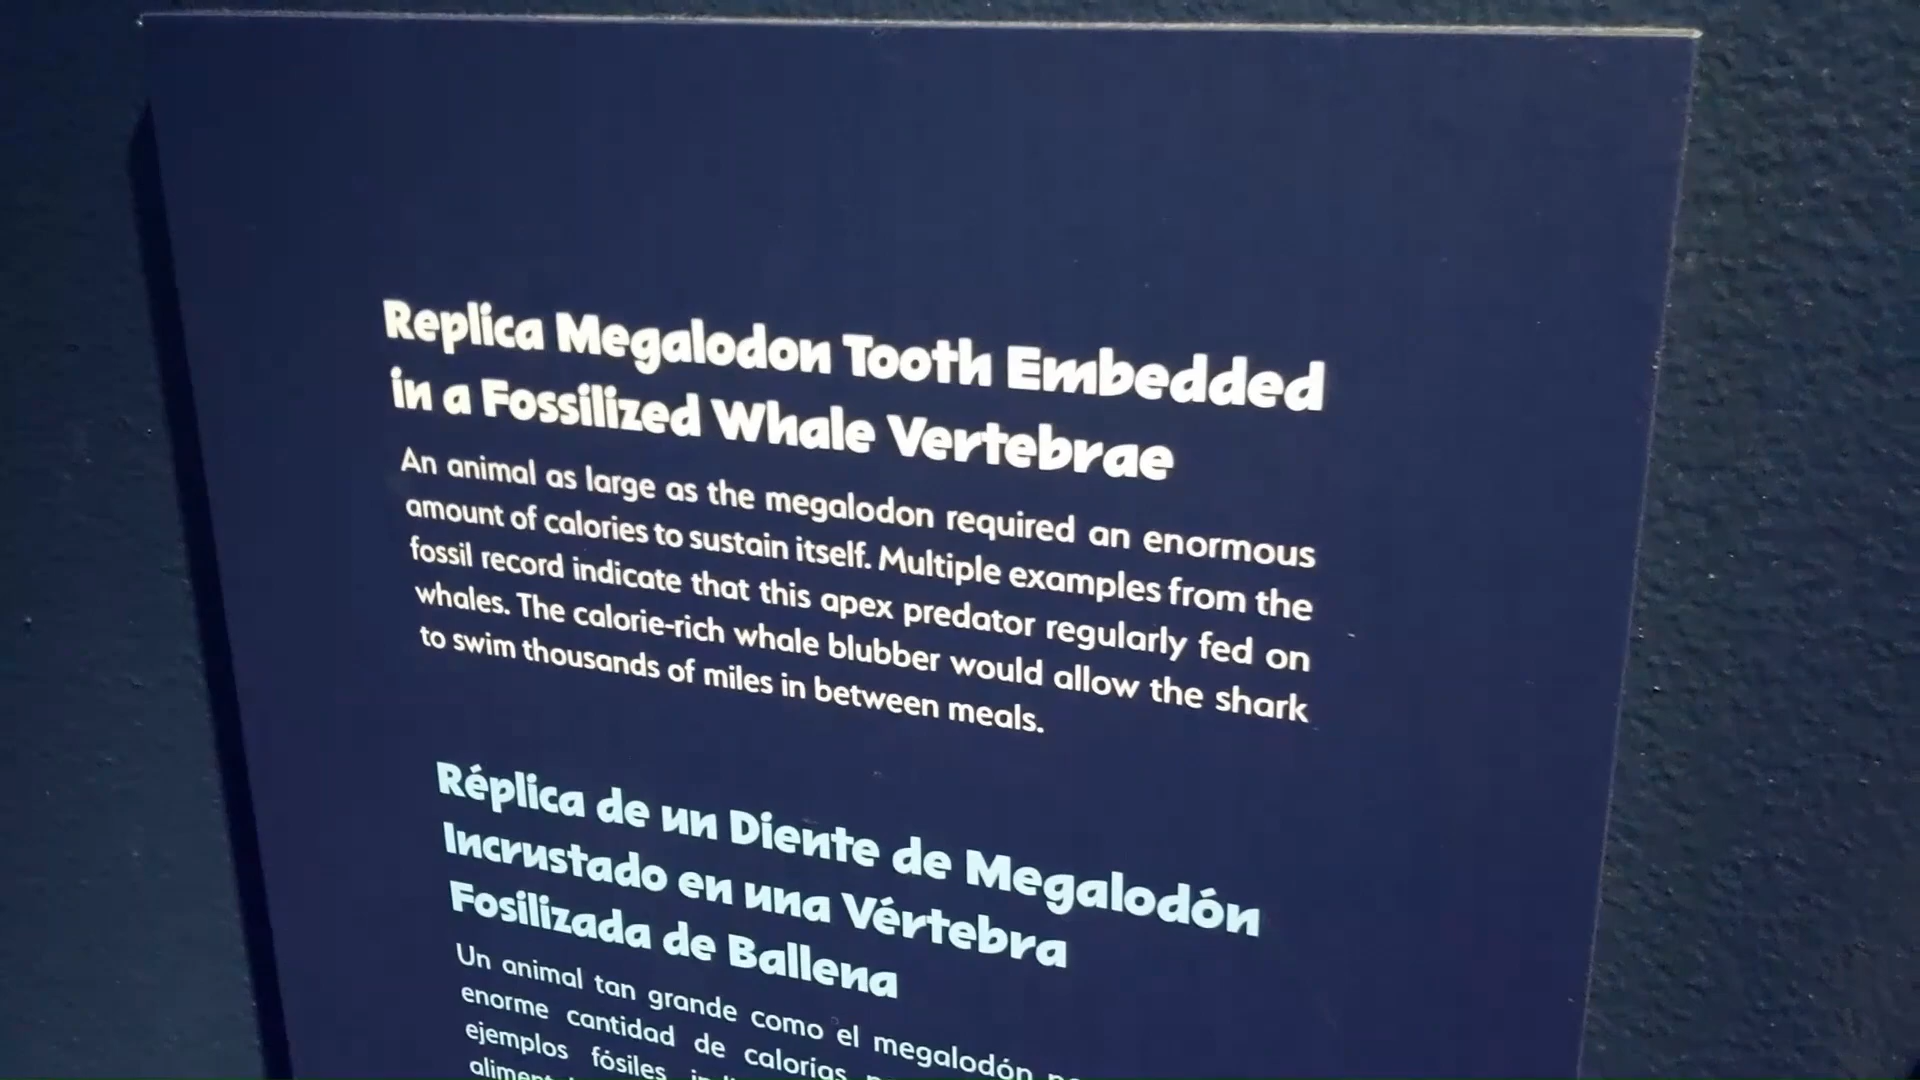 Replica Megalodon Tooth Embedded
in a Fossilized Whale Vertebrae
An animal as large as the megalodon required an enormous
amount of calories to sustain itself. Multiple examples from the
fossil record indicate that this apex predator regularly fed on
whales. The calorie-rich whale blubber would allow the shark
to swim thousands of miles in between meals.
Réplica de un Diente de Megalodón
Incrustado en una Vértebra
Fosilizada de Ballena
Un animal tan grande como el megalodón
enorme cantidad de calorías
ejemplos fósiles